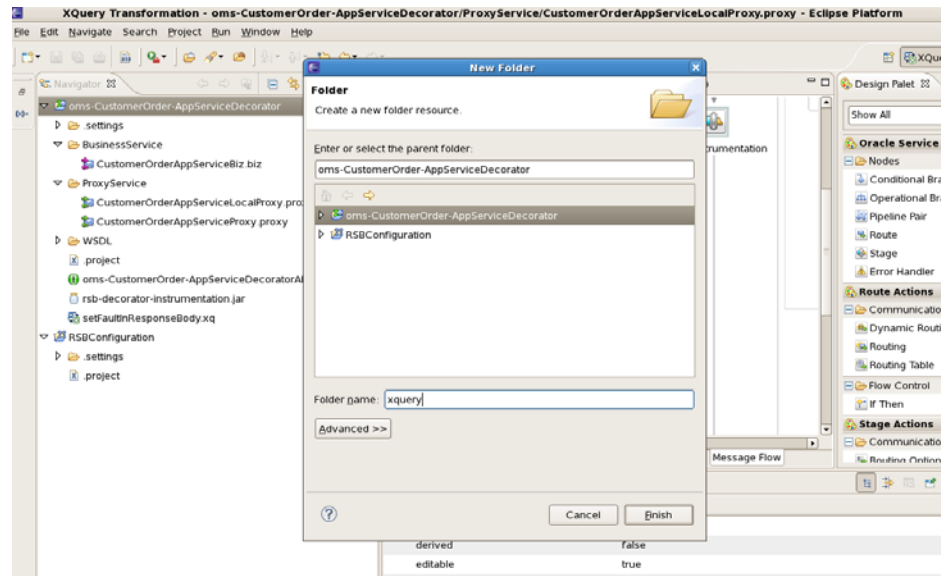 XQuery Transformation - oms-CustomerOrder-AppServiceDecorator/ProxyService/CustomerOrderAppServiceLocalProxy.proxy - Eclipse Platform
File Edit Navigate Search Project Run Window Help
XQue
Navigator
oms-CustomerOrder-AppServiceDecorator
.settings
BusinessService
CustomerOrderAppServiceBiz.biz
ProxyService
CustomerOrderAppServiceLocalProxy.pro
CustomerOrderAppServiceProxy.proxy
WSDL
.project
oms-CustomerOrder-AppServiceDecoratorAl
rsb-decorator-instrumentation.jar
setFaultInResponseBody.xq
RSBConfiguration
.settings
.project
New Folder
Folder
Create a new folder resource.
Enter or select the parent folder:
oms-CustomerOrder-AppServiceDecorator
oms-CustomerOrder-AppServiceDecorator
RSBConfiguration
Folder name: xquery
Advanced >>
Cancel Finish
trumentation
Message Flow
derived false
editable true
Design Palet
Show All
Oracle Service
Nodes
Conditional Bra
Operational Br
Pipeline Pair
Route
Stage
Error Handler
Route Actions
Communicatio
Dynamic Routi
Routing
Routing Table
Flow Control
If Then
Stage Actions
Communicatio
Routing Option